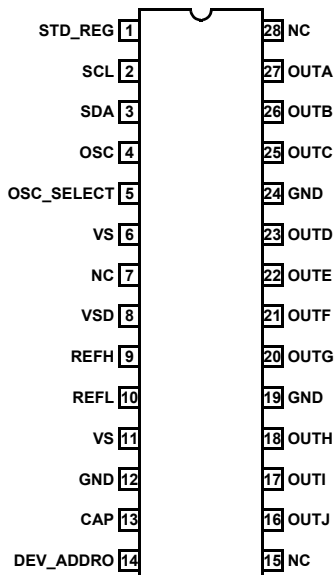 STD_REG 1 28 NC
SCL 2 27 OUTA
SDA 3 26 OUTB
OSC 4 25 OUTC
OSC_SELECT 5 24 GND
VS 6 23 OUTD
NC 7 22 OUTE
VSD 8 21 OUTF
REFH 9 20 OUTG
REFL 10 19 GND
VS 11 18 OUTH
GND 12 17 OUTI
CAP 13 16 OUTJ
DEV_ADDRO 14 15 NC